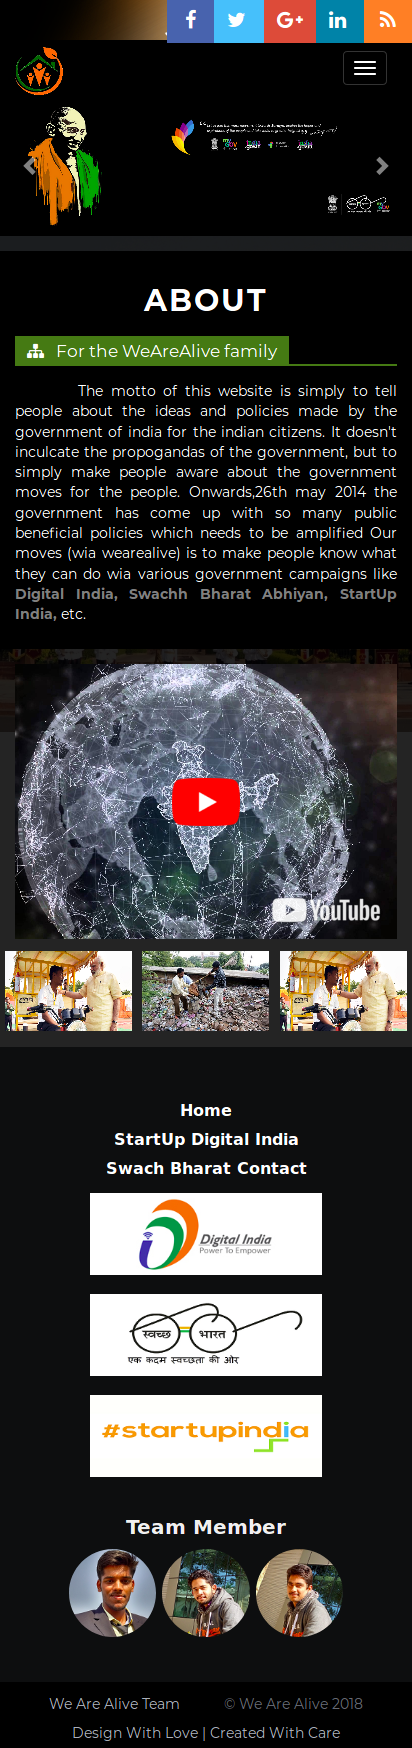 ABOUT
For the WeAreAlive family
The motto of this website is simply to tell
people about the ideas and policies made by the
government of india for the indian citizens. It doesn't
inculcate the propogandas of the government, but to
simply make people aware about the government
moves for the people. Onwards,26th may 2014 the
government has come up with so many public
beneficial policies which needs to be amplified Our
moves (wia wearealive) is to make people know what
they can do wia various government campaigns like
Digital India, Swachh Bharat Abhiyan, StartUp
India, etc.
YouTube
Home
StartUp Digital India
Swach Bharat Contact
Digital India
Power To Empower
स्वच्छ भारत
एक कदम स्वच्छता की ओर
#startupindia
Team Member
We Are Alive Team © We Are Alive 2018
Design With Love | Created With Care